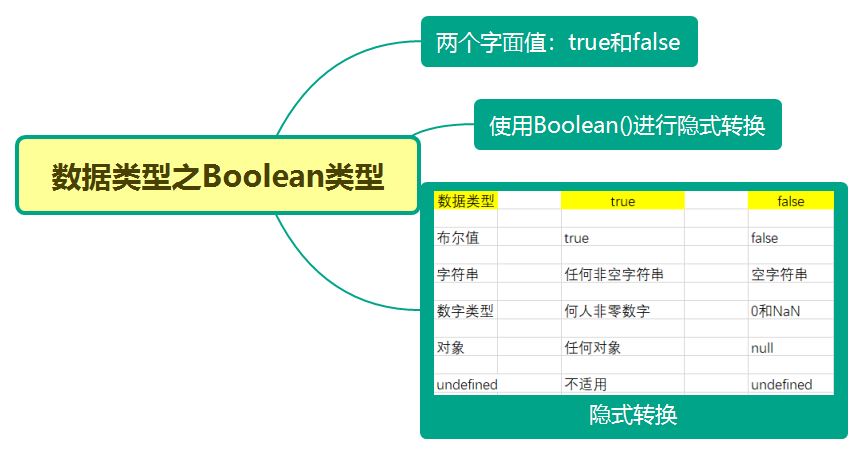 两个字面值：true和false
使用Boolean()进行隐式转换
数据类型之Boolean类型
数据类型 true false
布尔值 true false
字符串 任何非空字符串 空字符串
数字类型 何人非零数字 0和NaN
对象 任何对象 null
undefined 不适用 undefined
隐式转换